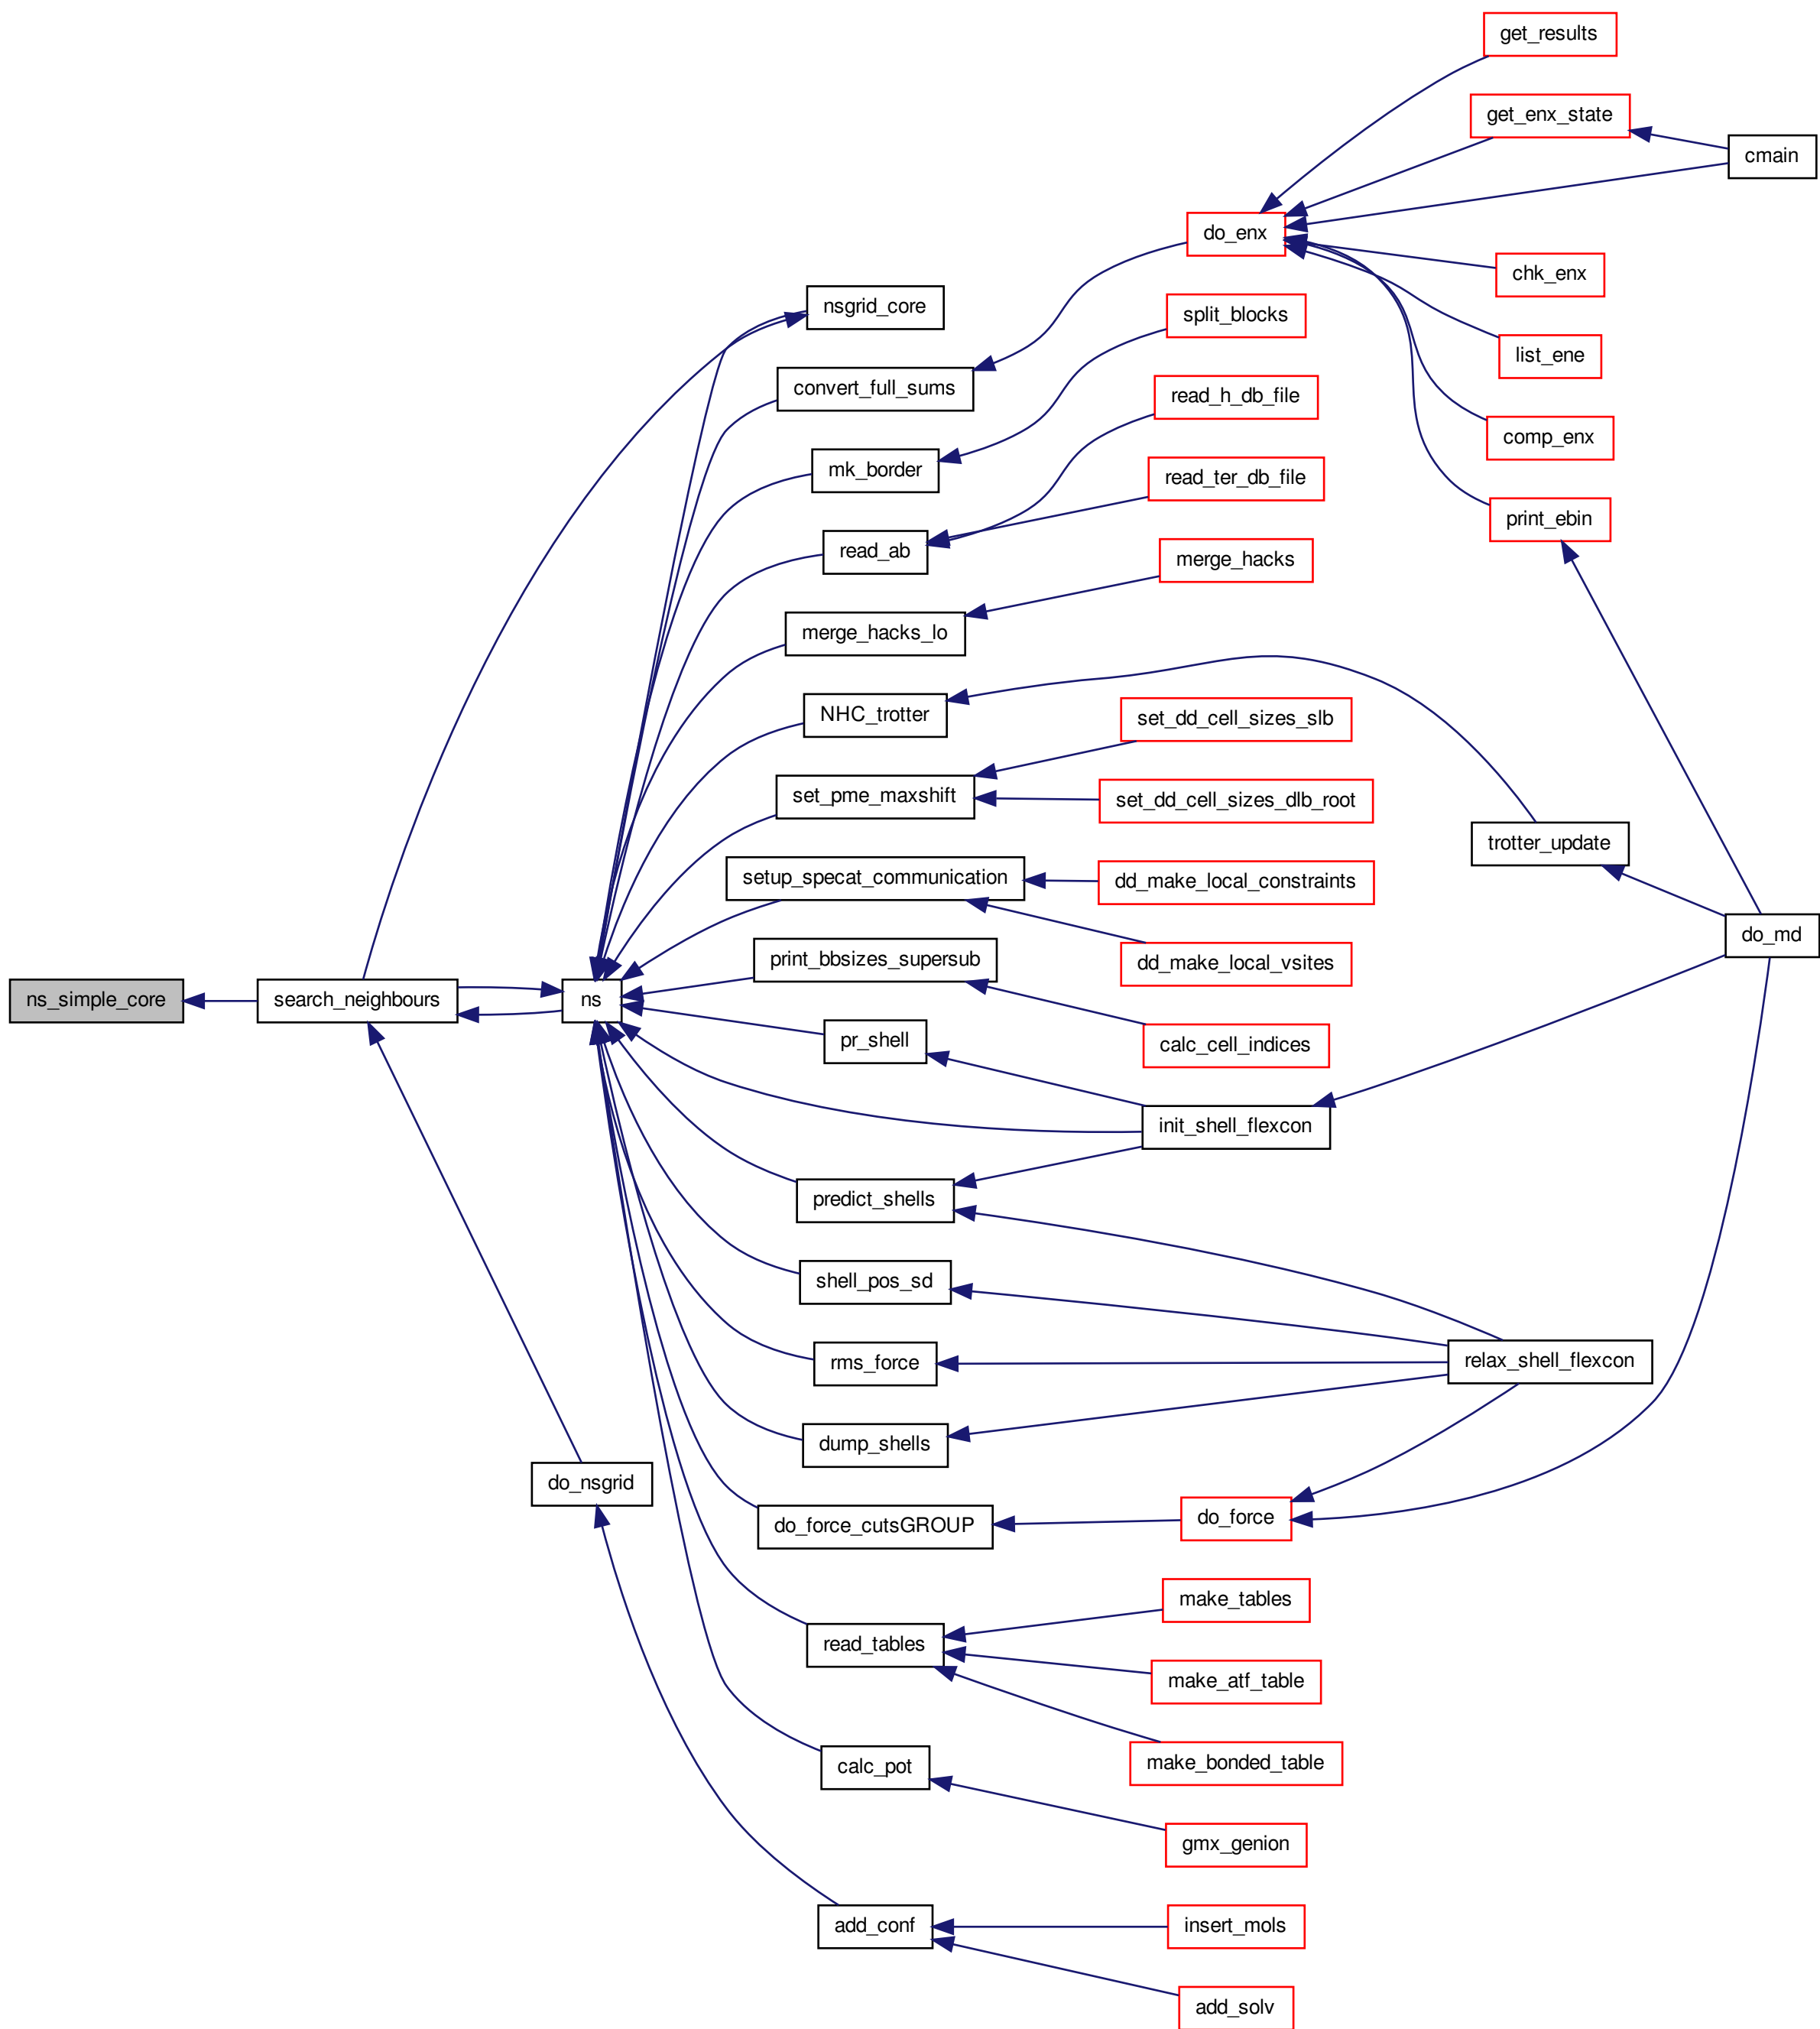 get_results
get_enx_state
cmain
do_enx
chk_enx
nsgrid_core
split_blocks
list_ene
convert_full_sums
read_h_db_file
comp_enx
mk_border
read_ter_db_file
print_ebin
read_ab
merge_hacks
merge_hacks_lo
NHC_trotter
set_dd_cell_sizes_slb
set_pme_maxshift
set_dd_cell_sizes_dlb_root
trotter_update
setup_specat_communication
dd_make_local_constraints
do_md
print_bbsizes_supersub
dd_make_local_vsites
ns_simple_core
search_neighbours
ns
pr_shell
calc_cell_indices
init_shell_flexcon
predict_shells
shell_pos_sd
rms_force
relax_shell_flexcon
dump_shells
do_nsgrid
do_force_cutsGROUP
do_force
make_tables
read_tables
make_atf_table
calc_pot
make_bonded_table
gmx_genion
add_conf
insert_mols
add_solv